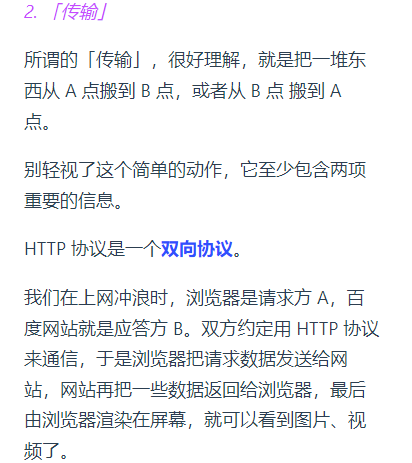 2. 「传输」
所谓的「传输」，很好理解，就是把一堆东
西从 A 点搬到 B 点，或者从 B 点 搬到 A
点。
别轻视了这个简单的动作，它至少包含两项
重要的信息。
HTTP 协议是一个双向协议。
我们在上网冲浪时，浏览器是请求方 A，百
度网站就是应答方 B。双方约定用 HTTP 协议
来通信，于是浏览器把请求数据发送给网
站，网站再把一些数据返回给浏览器，最后
由浏览器渲染在屏幕，就可以看到图片、视
频了。